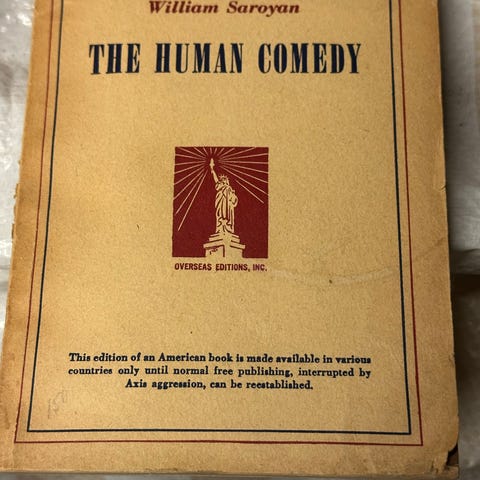 William Saroyan
THE HUMAN COMEDY
OVERSEAS EDITIONS, INC.
This edition of an American book is made available in various
countries only until normal free publishing, interrupted by
Axis aggression, can be reestablished.